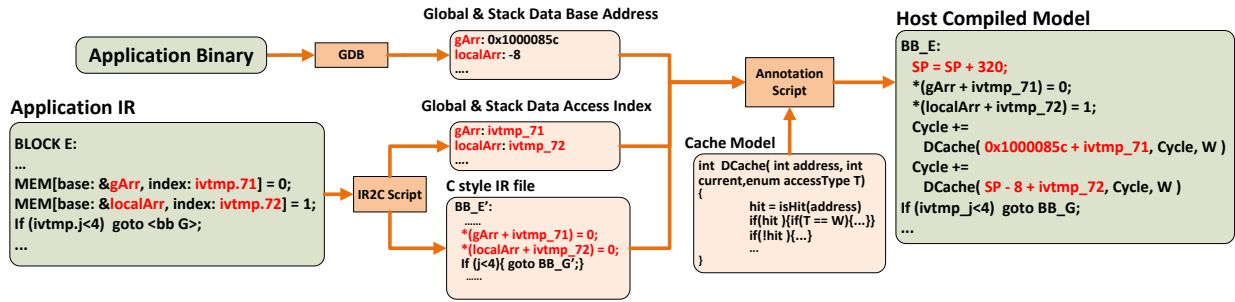 Global & Stack Data Base Address
Application Binary
GDB
gArr: 0x1000085c
localArr: -8
....
Application IR
BLOCK E:
...
MEM[base: &gArr, index: ivtmp.71] = 0;
MEM[base: &localArr, index: ivtmp.72] = 1;
If (ivtmp.j<4)  goto <bb G>;
...
IR2C Script
Global & Stack Data Access Index
gArr: ivtmp_71
localArr: ivtmp_72
....
C style IR file
BB_E':
......
*(gArr + ivtmp_71) = 0;
*(localArr + ivtmp_72) = 0;
If (j<4){ goto BB_G';}
......
Annotation
Script
Cache Model
int  DCache( int address, int
current,enum accessType T)
{
hit = isHit(address)
if(hit ){if(T == W){...}}
if(!hit ){...}
...
}
Host Compiled Model
BB_E:
SP = SP + 320;
*(gArr + ivtmp_71) = 0;
*(localArr + ivtmp_72) = 1;
Cycle +=
DCache( 0x1000085c + ivtmp_71, Cycle, W )
Cycle +=
DCache( SP - 8 + ivtmp_72, Cycle, W )
If (ivtmp_j<4)  goto BB_G;
...